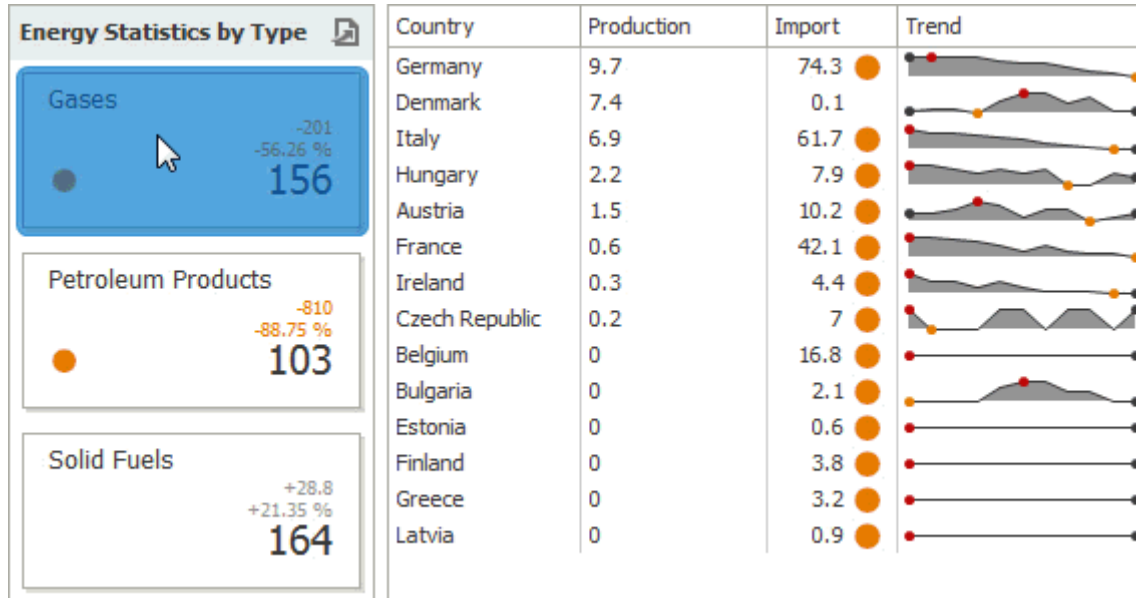 Energy Statistics by Type
Gases
-201
-56.26 %
156
Petroleum Products
-810
-88.75 %
103
Solid Fuels
+28.8
+21.35 %
164
Country Production Import Trend
Germany 9.7 74.3
Denmark 7.4 0.1
Italy 6.9 61.7
Hungary 2.2 7.9
Austria 1.5 10.2
France 0.6 42.1
Ireland 0.3 4.4
Czech Republic 0.2 7
Belgium 0 16.8
Bulgaria 0 2.1
Estonia 0 0.6
Finland 0 3.8
Greece 0 3.2
Latvia 0 0.9